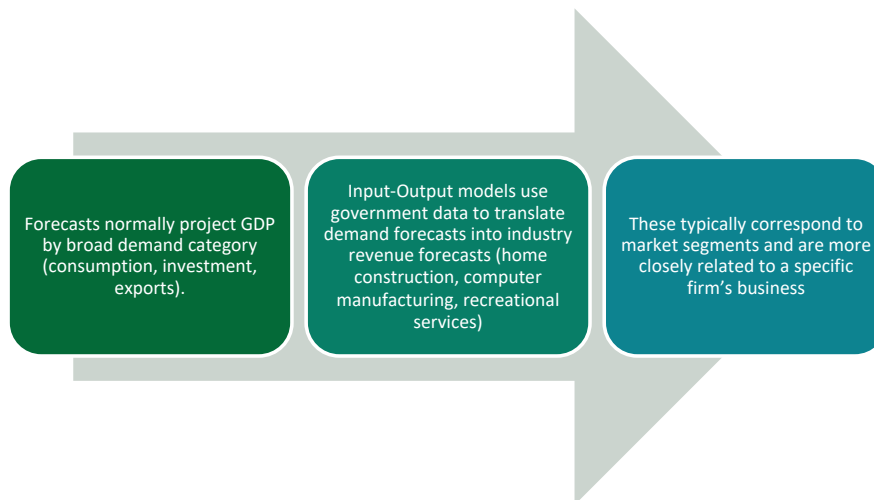 Forecasts normally project GDP
by broad demand category
(consumption, investment,
exports).
Input-Output models use
government data to translate
demand forecasts into industry
revenue forecasts (home
construction, computer
manufacturing, recreational
services)
These typically correspond to
market segments and are more
closely related to a specific
firm’s business